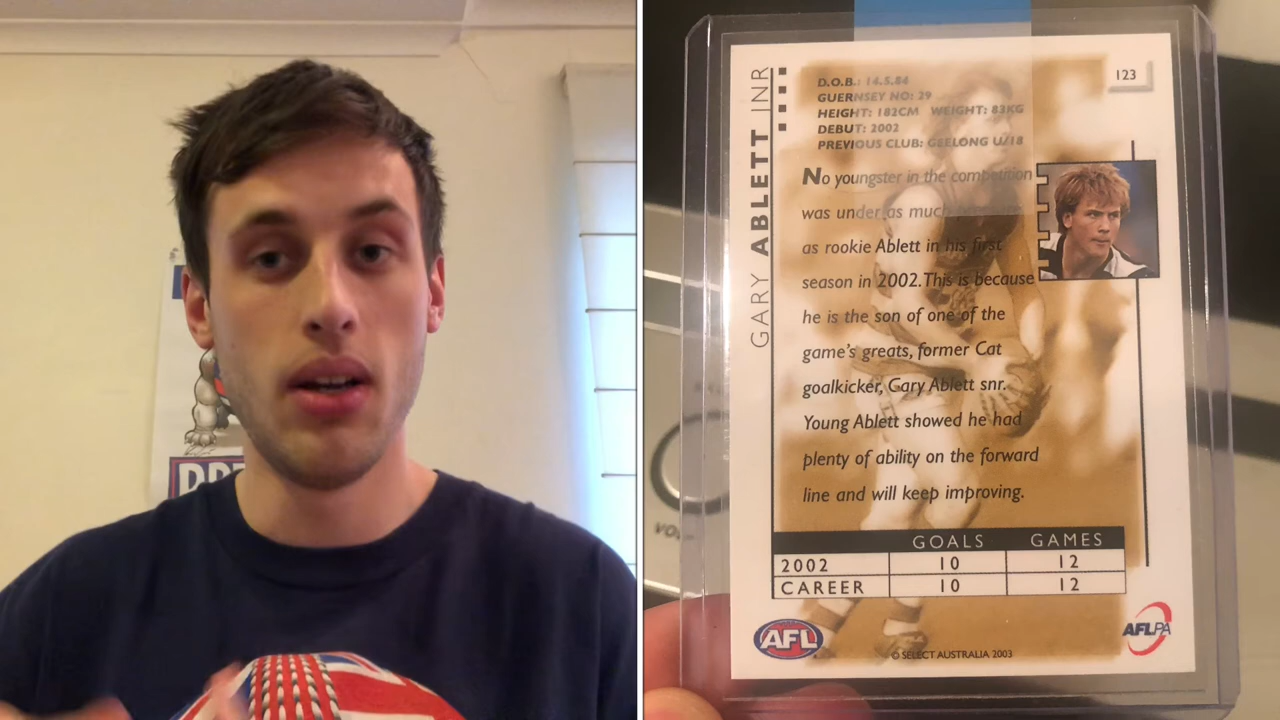 GARY ABLETT JNR
123
D.O.B.: 14.5.84
GUERNSEY NO: 29
HEIGHT: 182CM WEIGHT: 83KG
DEBUT: 2002
PREVIOUS CLUB: GEELONG U/18
No youngster in the competition
was under as much
as rookie Ablett in his first
season in 2002. This is because
he is the son of one of the
game's greats, former Cat
goalkicker, Gary Ablett snr.
Young Ablett showed he had
plenty of ability on the forward
line and will keep improving.
GOALS GAMES
2002 10 12
CAREER 10 12
AFL
AFLPA
© SELECT AUSTRALIA 2003